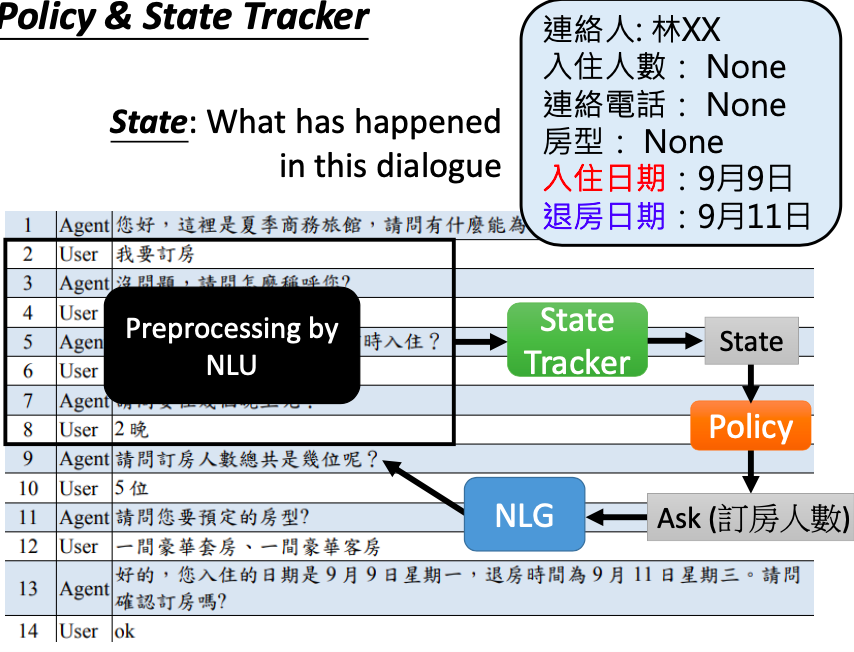 Policy & State Tracker
連絡人: 林XX
入住人數： None
連絡電話： None
房型： None
入住日期：9月9日
退房日期：9月11日
State: What has happened
in this dialogue
1 Agent 您好，這裡是夏季商務旅館，請問有什麼能為
2 User 我要訂房
3 Agent 沒問題，請問怎麼稱呼您?
4 User
5 Agen 時入住？
6 User
7 Agent
8 User 2 晚
9 Agent 請問訂房人數總共是幾位呢？
10 User 5 位
11 Agent 請問您要預定的房型?
12 User 一間豪華套房、一間豪華客房
13 Agent 好的，您入住的日期是 9 月 9 日星期一，退房時間為 9 月 11 日星期三。請問
確認訂房嗎?
14 User ok
Preprocessing by
NLU
State
Tracker
State
Policy
Ask (訂房人數)
NLG